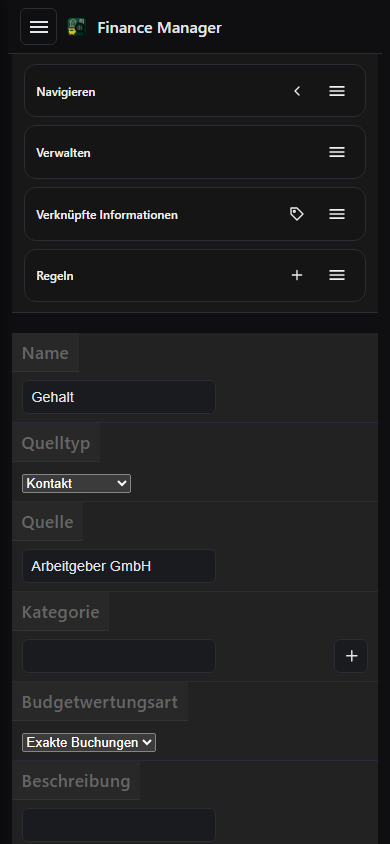 Finance Manager
Navigieren
Verwalten
Verknüpfte Informationen
Regeln
Name
Gehalt
Quelltyp
Kontakt
Quelle
Arbeitgeber GmbH
Kategorie
Budgetwertungsart
Exakte Buchungen
Beschreibung